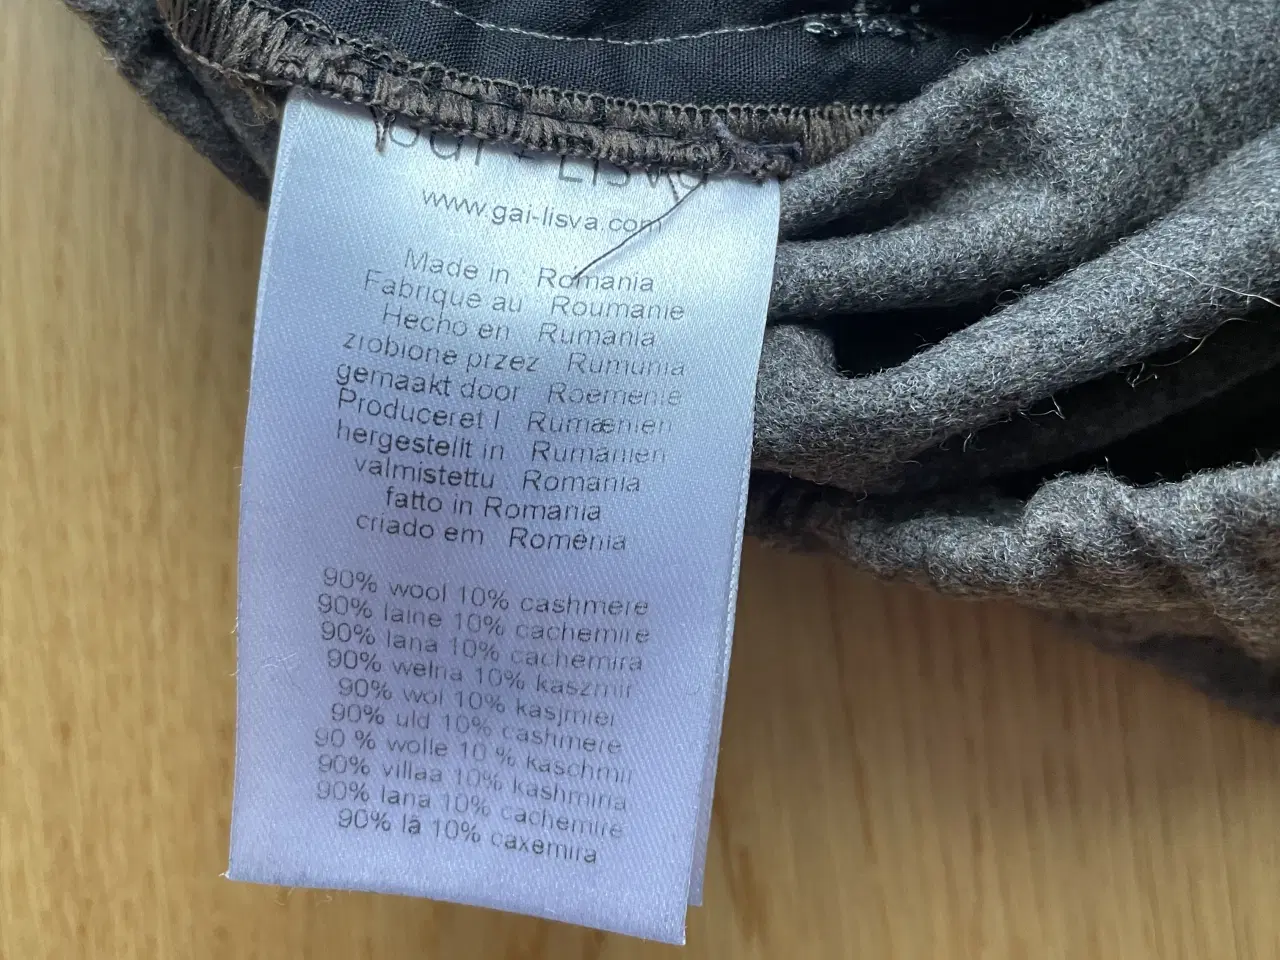 Lisva
www.gai-lisva.com
Made in : Romania
Fabrique au : Roumanie
Hecho en : Rumania
zrobione przez : Rumunia
gemaakt door : Roemenie
Produceret I : Rumænien
hergestellt in : Rumänien
valmistettu : Romania
fatto in Romania
criado em : Romênia
90% wool 10% cashmere
90% laine 10% cachemire
90% lana 10% cachemira
90% wełna 10% kaszmir
90% wol 10% kasjmier
90% uld 10% cashmere
90 % wolle 10 % kaschmir
90% villaa 10% kashmiria
90% lana 10% cachemire
90% lã 10% caxemira